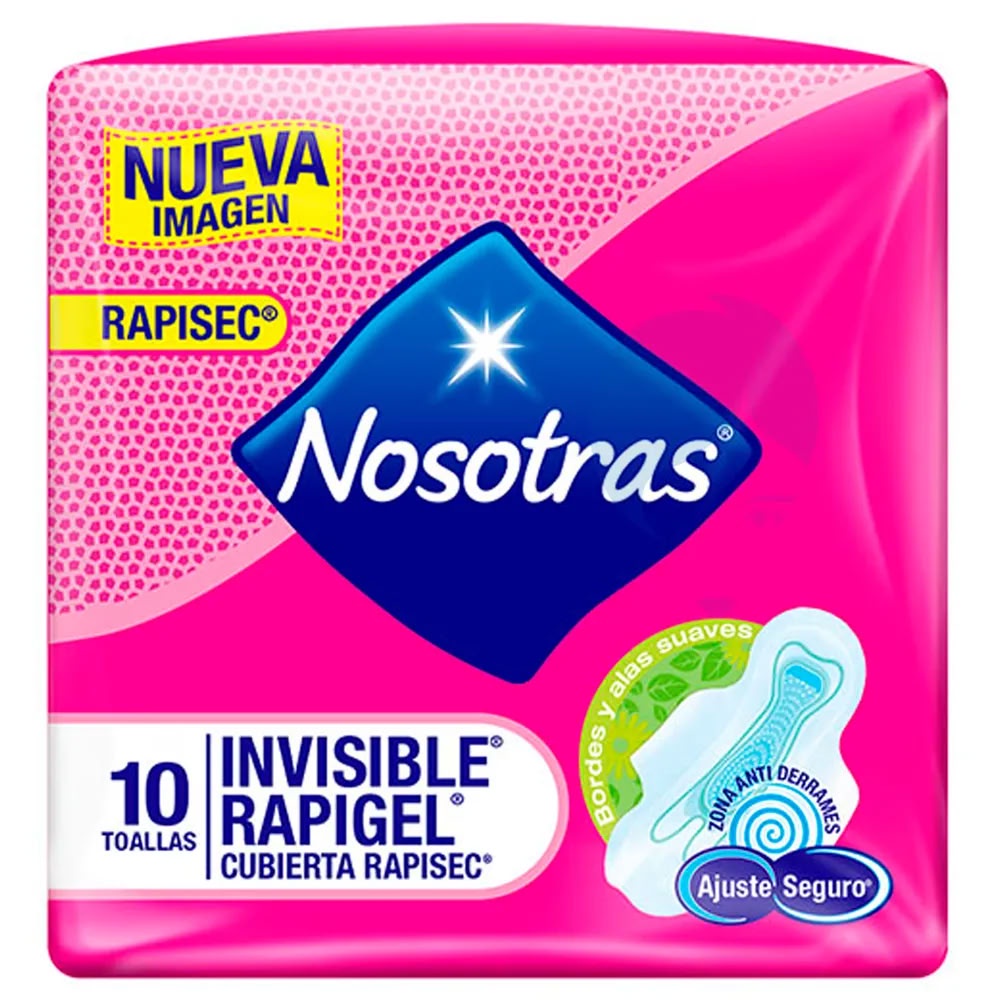 NUEVA
IMAGEN
RAPISEC®
Nosotras®
Bordes y alas suaves
10
TOALLAS
INVISIBLE®
RAPIGEL®
CUBIERTA RAPISEC®
ZONA ANTI DERRAMES
Ajuste Seguro®